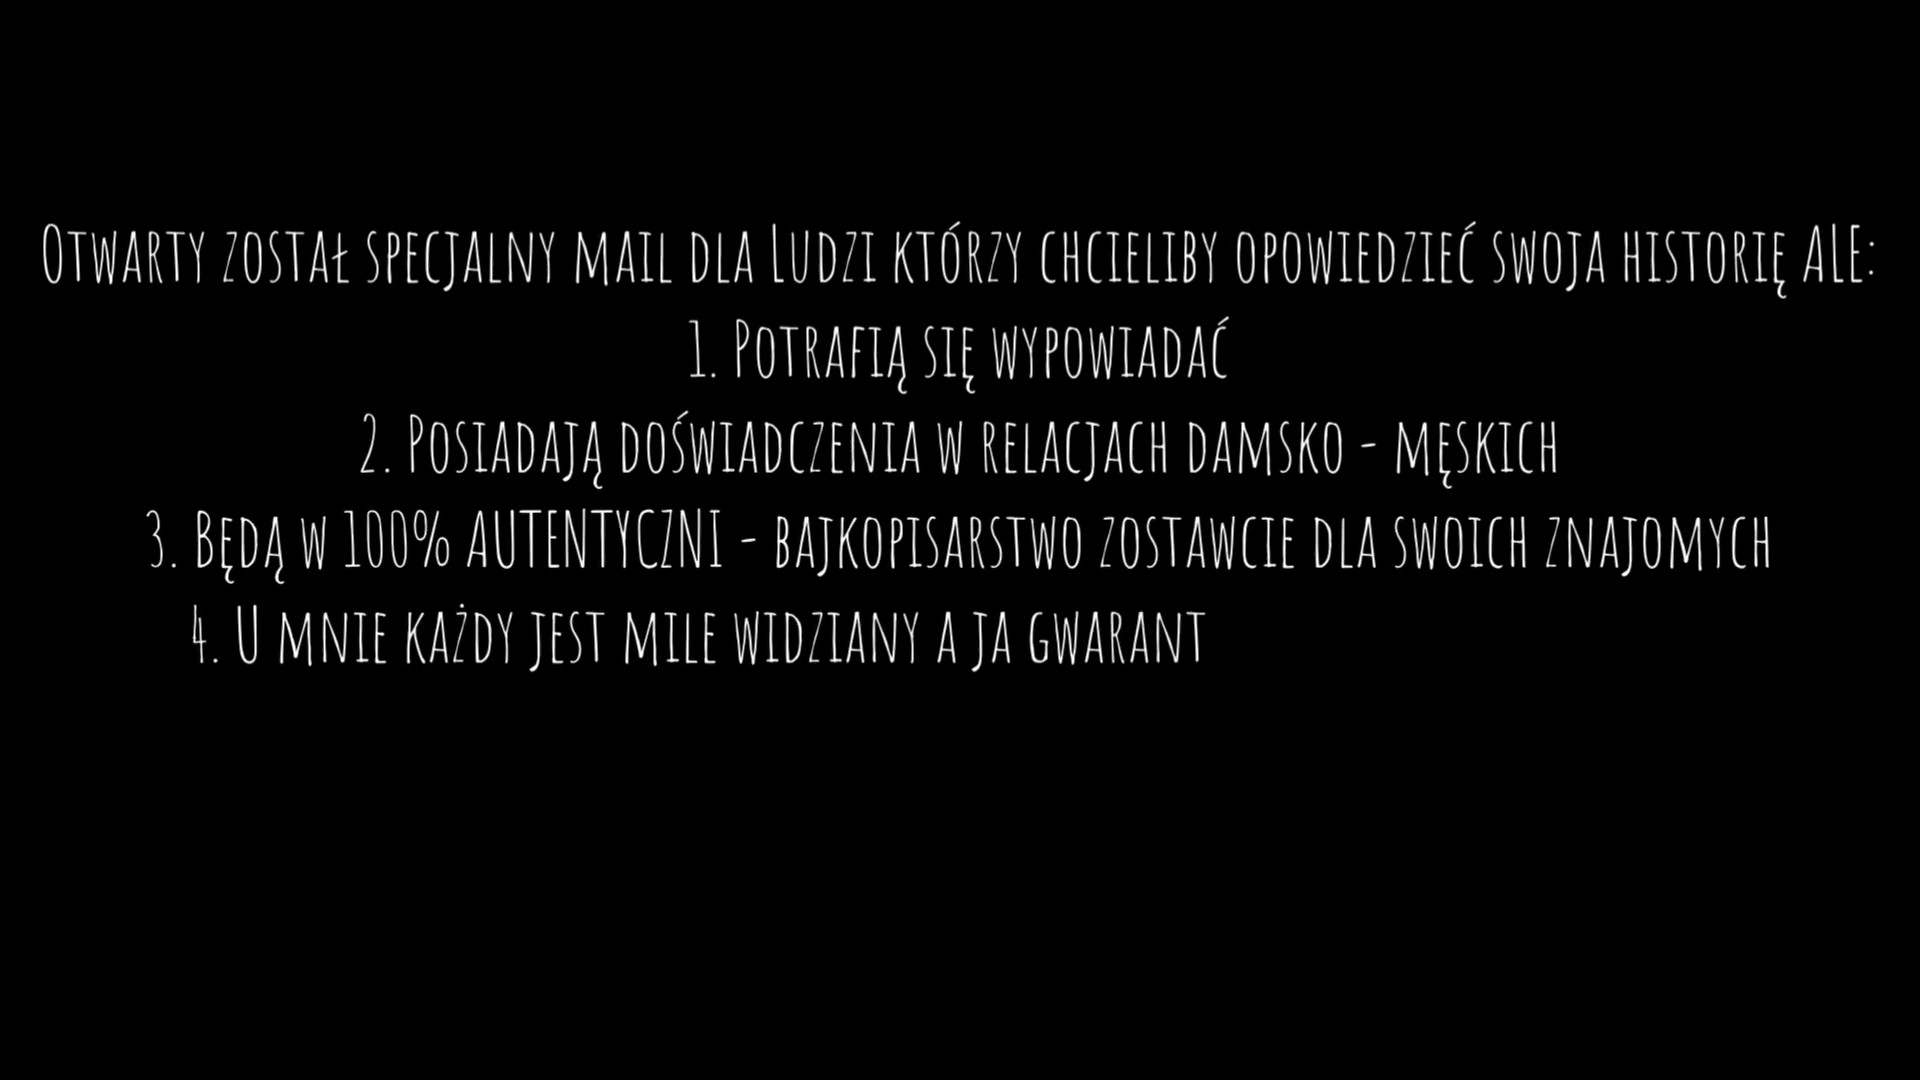 Otwarty został specjalny mail dla Ludzi którzy chcieliby opowiedzieć swoja historię ALE:
1. Potrafią się wypowiadać
2. Posiadają doświadczenia w relacjach damsko - męskich
3. Będą w 100% AUTENTYCZNI - bajkopisarstwo zostawcie dla swoich znajomych
4. U mnie każdy jest mile widziany a ja gwarant